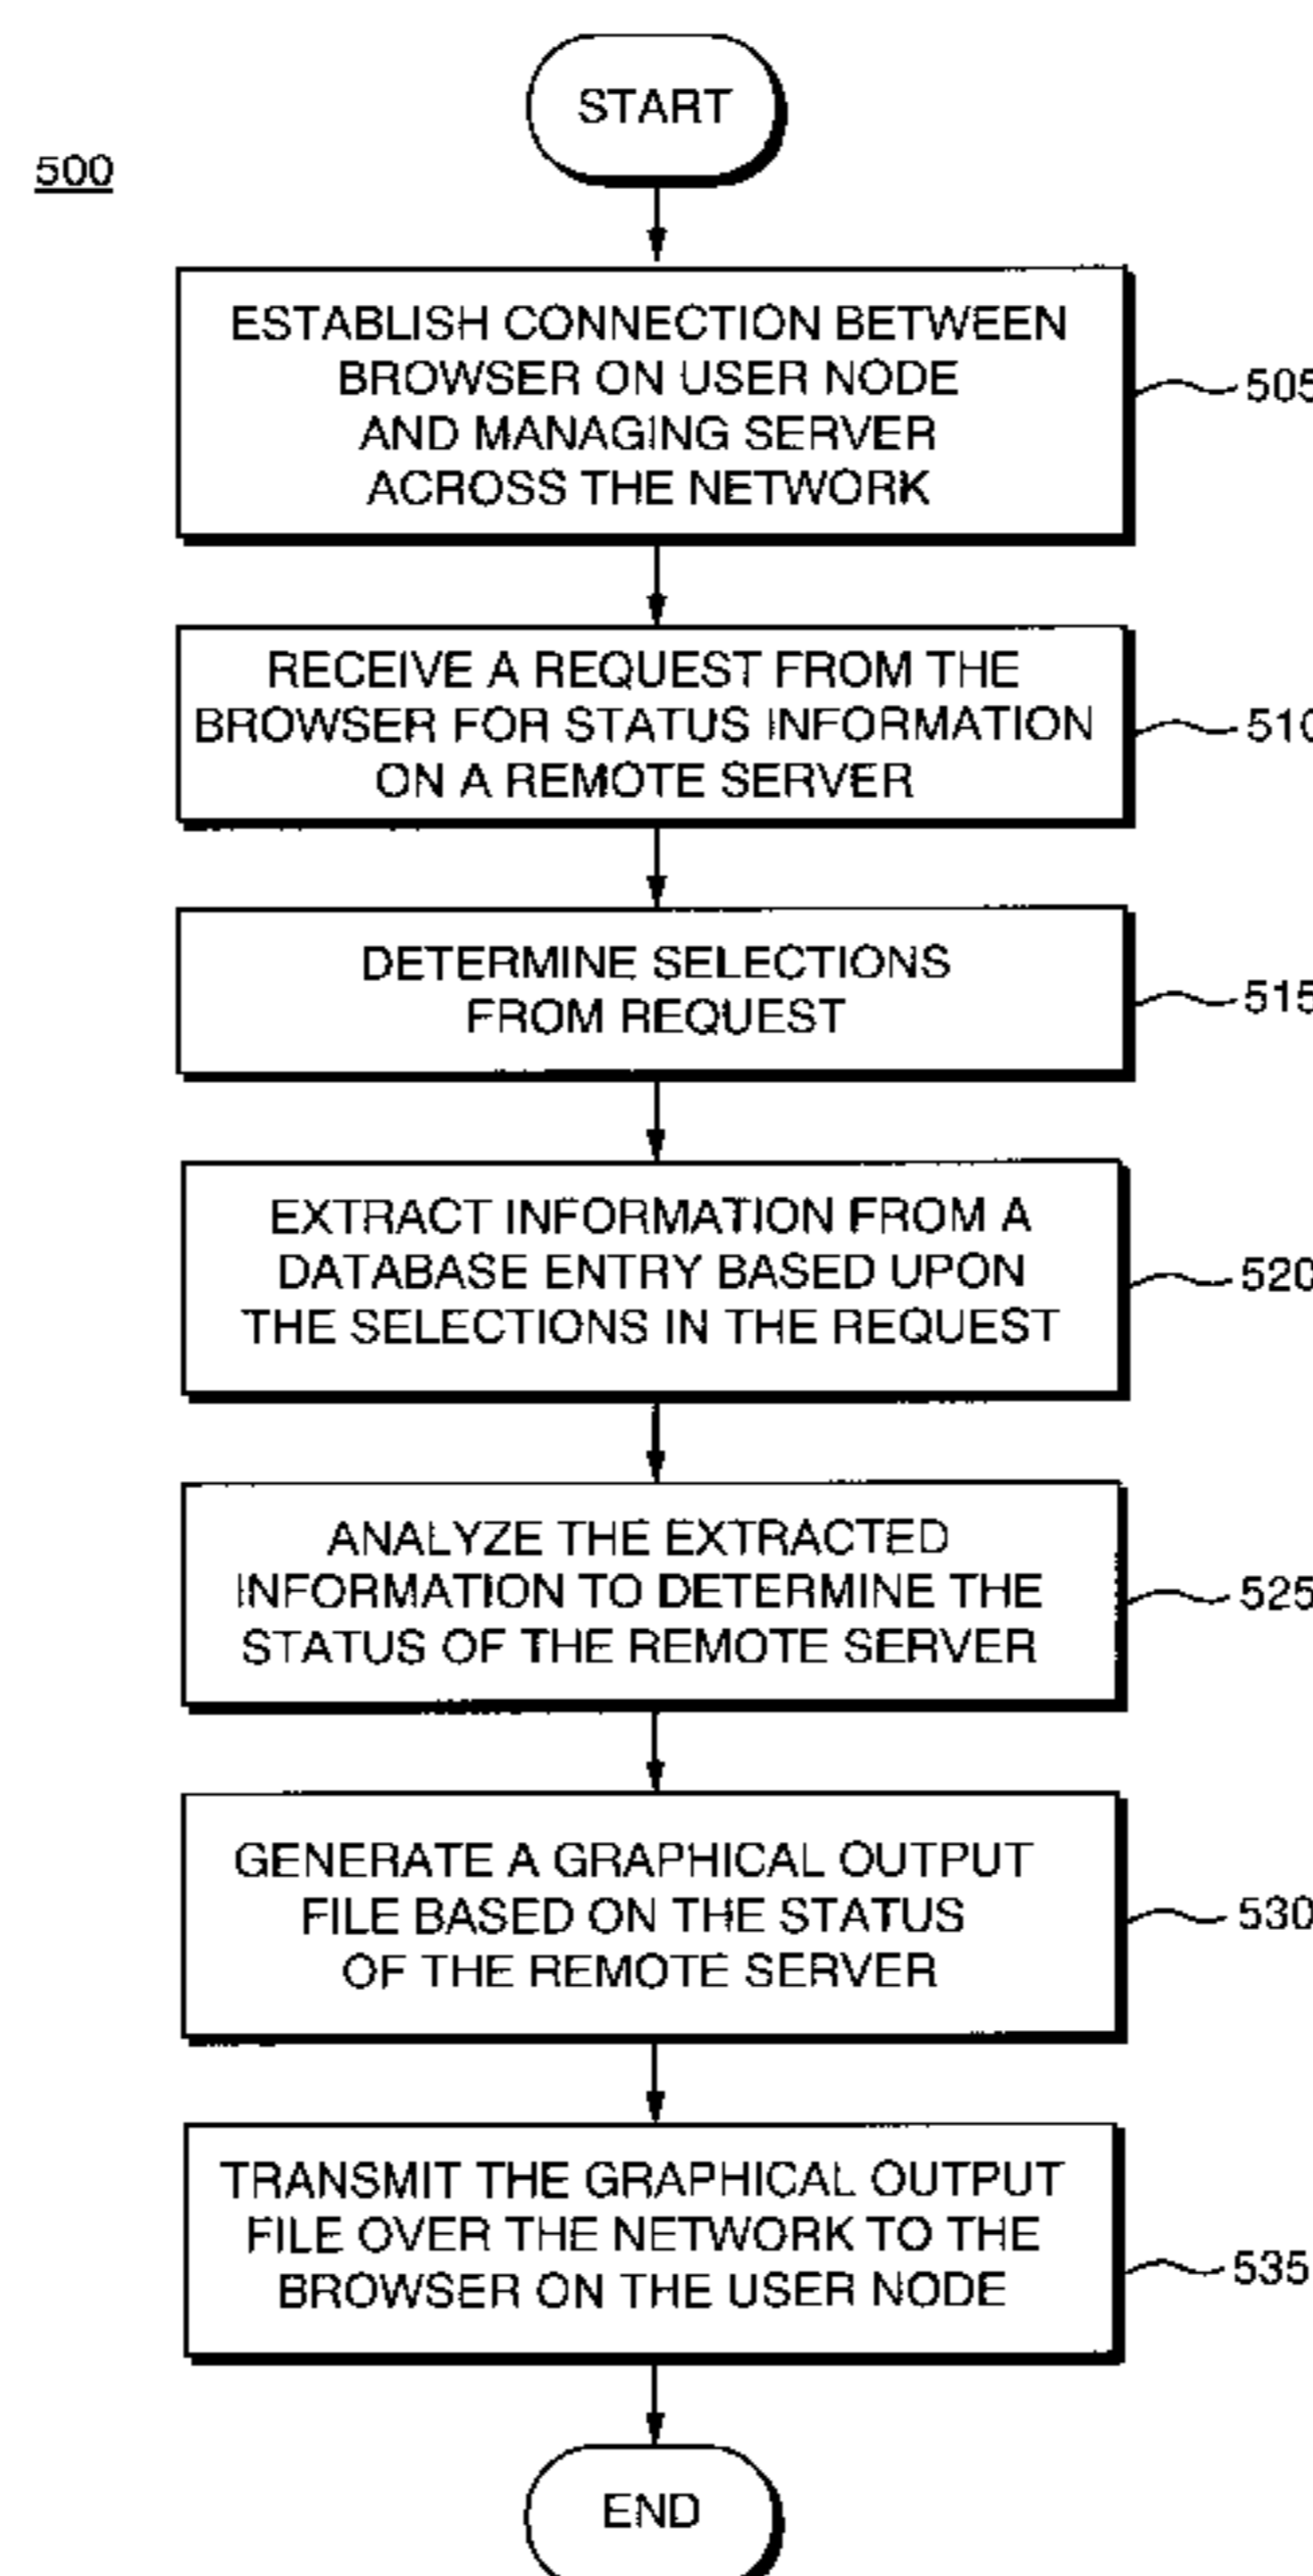 START
500
ESTABLISH CONNECTION BETWEEN
BROWSER ON USER NODE
AND MANAGING SERVER
ACROSS THE NETWORK
505
RECEIVE A REQUEST FROM THE
BROWSER FOR STATUS INFORMATION
ON A REMOTE SERVER
510
DETERMINE SELECTIONS
FROM REQUEST
515
EXTRACT INFORMATION FROM A
DATABASE ENTRY BASED UPON
THE SELECTIONS IN THE REQUEST
520
ANALYZE THE EXTRACTED
INFORMATION TO DETERMINE THE
STATUS OF THE REMOTE SERVER
525
GENERATE A GRAPHICAL OUTPUT
FILE BASED ON THE STATUS
OF THE REMOTE SERVER
530
TRANSMIT THE GRAPHICAL OUTPUT
FILE OVER THE NETWORK TO THE
BROWSER ON THE USER NODE
535
END